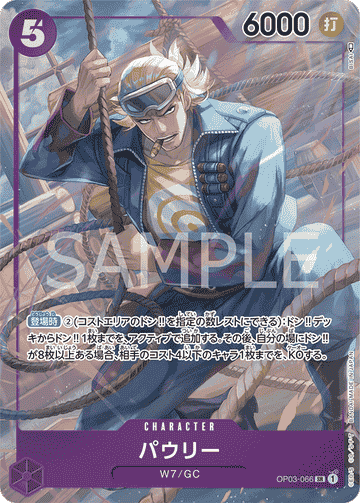 5
6000
打
SAMPLE
登場時 ②(コストエリアのドン!!を指定の数レストにできる):ドン!!デッ
キからドン!!1枚までを、アクティブで追加する。その後、自分の場にドン!!
が8枚以上ある場合、相手のコスト4以下のキャラ1枚までを、KOする。
CHARACTER
パウリー
W7/GC
OP03-066 SR 1